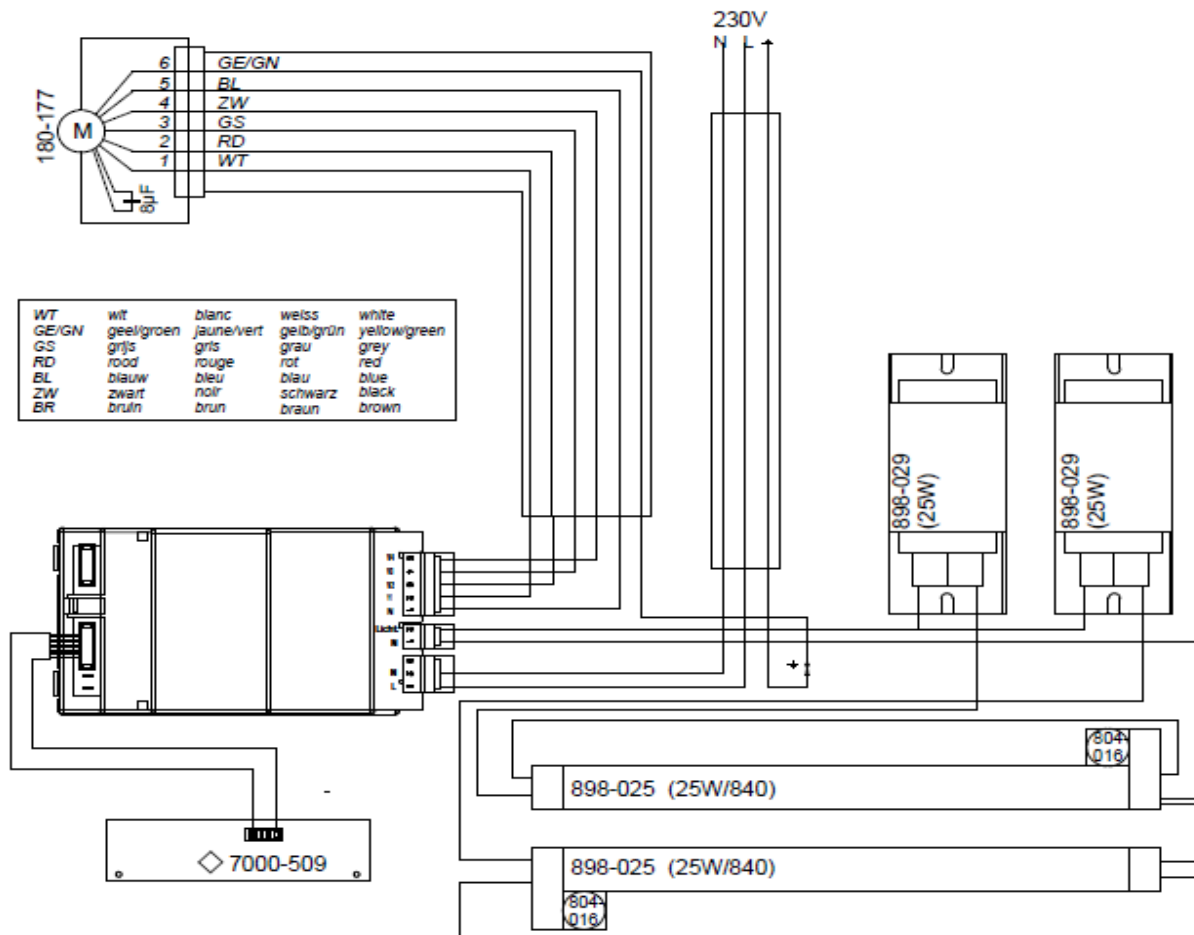 230V
N L
6 GE/GN
5 BL
4 ZW
3 GS
2 RD
1 WT
M
180-177
8µF
WT wit blanc weiss white
GE/GN geel/groen jaune/vert gelb/grün yellow/green
GS grijs gris grau grey
RD rood rouge rot red
BL blauw bleu blau blue
ZW zwart noir schwarz black
BR bruin brun braun brown
898-029
(25W)
898-029
(25W)
N
Licht
N
N
L
804-
016
898-025 (25W/840)
898-025 (25W/840)
804-
016
7000-509